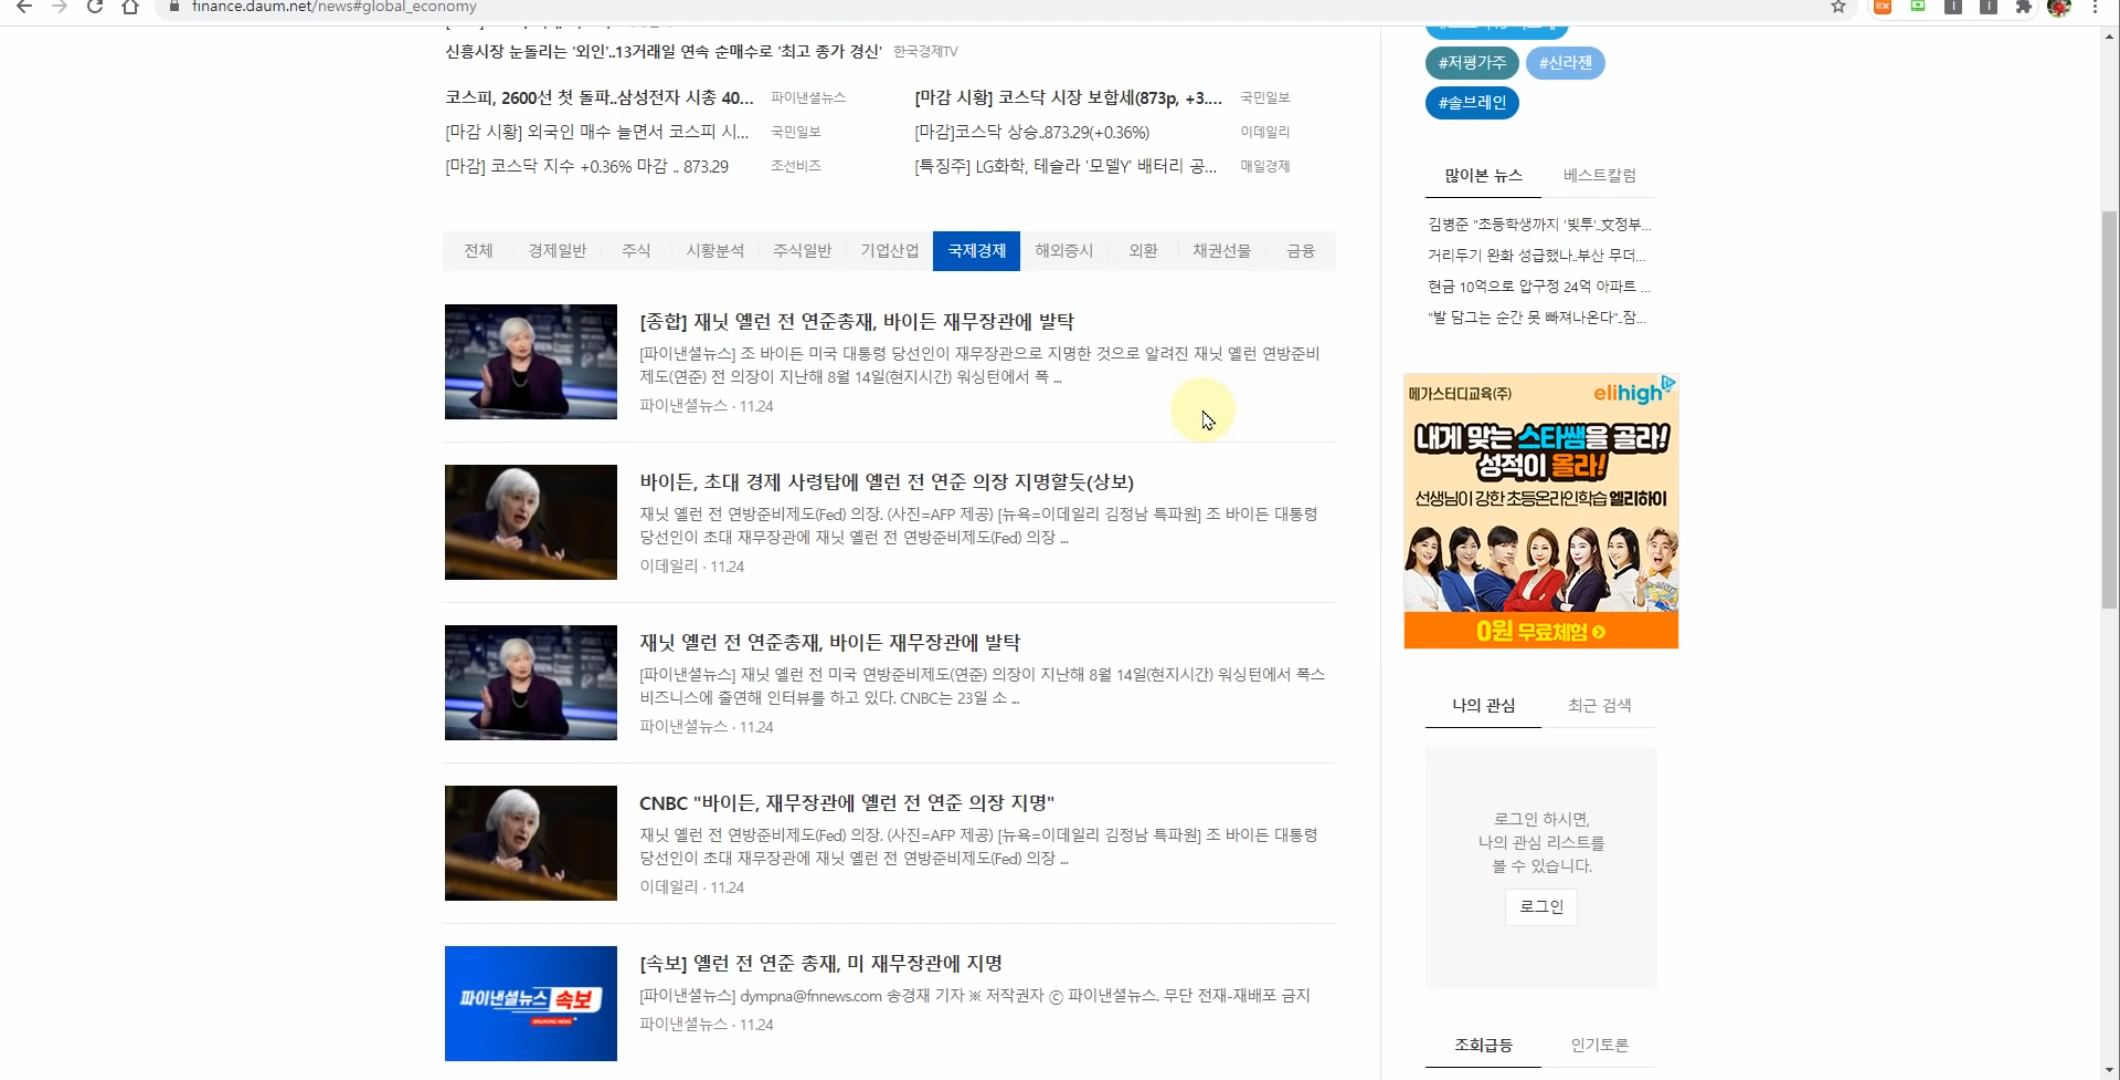 finance.daum.net/news#global_economy
신흥시장 눈돌리는 '외인'..13거래일 연속 순매수로 '최고 종가 경신' 한국경제TV
코스피, 2600선 첫 돌파..삼성전자 시총 40... 파이낸셜뉴스
[마감 시황] 코스닥 시장 보합세(873p, +3.... 국민일보
[마감 시황] 외국인 매수 늘면서 코스피 시... 국민일보
[마감]코스닥 상승..873.29(+0.36%) 이데일리
[마감] 코스닥 지수 +0.36% 마감 .. 873.29 조선비즈
[특징주] LG화학, 테슬라 '모델Y' 배터리 공... 매일경제
전체 경제일반 주식 시황분석 주식일반 기업산업 국제경제 해외증시 외환 채권선물 금융
[종합] 재닛 옐런 전 연준총재, 바이든 재무장관에 발탁
[파이낸셜뉴스] 조 바이든 미국 대통령 당선인이 재무장관으로 지명한 것으로 알려진 재닛 옐런 연방준비
제도(연준) 전 의장이 지난해 8월 14일(현지시간) 워싱턴에서 폭 ...
파이낸셜뉴스 · 11.24
바이든, 초대 경제 사령탑에 옐런 전 연준 의장 지명할듯(상보)
재닛 옐런 전 연방준비제도(Fed) 의장. (사진=AFP 제공) [뉴욕=이데일리 김정남 특파원] 조 바이든 대통령
당선인이 초대 재무장관에 재닛 옐런 전 연방준비제도(Fed) 의장 ...
이데일리 · 11.24
재닛 옐런 전 연준총재, 바이든 재무장관에 발탁
[파이낸셜뉴스] 재닛 옐런 전 미국 연방준비제도(연준) 의장이 지난해 8월 14일(현지시간) 워싱턴에서 폭스
비즈니스에 출연해 인터뷰를 하고 있다. CNBC는 23일 소 ...
파이낸셜뉴스 · 11.24
CNBC "바이든, 재무장관에 옐런 전 연준 의장 지명"
재닛 옐런 전 연방준비제도(Fed) 의장. (사진=AFP 제공) [뉴욕=이데일리 김정남 특파원] 조 바이든 대통령
당선인이 초대 재무장관에 재닛 옐런 전 연방준비제도(Fed) 의장 ...
이데일리 · 11.24
파이낸셜뉴스 속보
BREAKING NEWS
[속보] 옐런 전 연준 총재, 미 재무장관에 지명
[파이낸셜뉴스] dympna@fnnews.com 송경재 기자 ※ 저작권자 ⓒ 파이낸셜뉴스. 무단 전재-재배포 금지
파이낸셜뉴스 · 11.24
#저평가주 #신라젠
#솔브레인
많이본 뉴스 베스트칼럼
김병준 "초등학생까지 '빚투'..文정부...
거리두기 완화 성급했나..부산 무더...
현금 10억으로 압구정 24억 아파트 ...
"발 담그는 순간 못 빠져나온다"..잠...
메가스터디교육(주) elihigh
내게 맞는 스타쌤을 골라!
성적이 올라!
선생님이 강한 초등온라인학습 엘리하이
0원 무료체험
나의 관심 최근 검색
로그인 하시면,
나의 관심 리스트를
볼 수 있습니다.
로그인
조회급등 인기토론